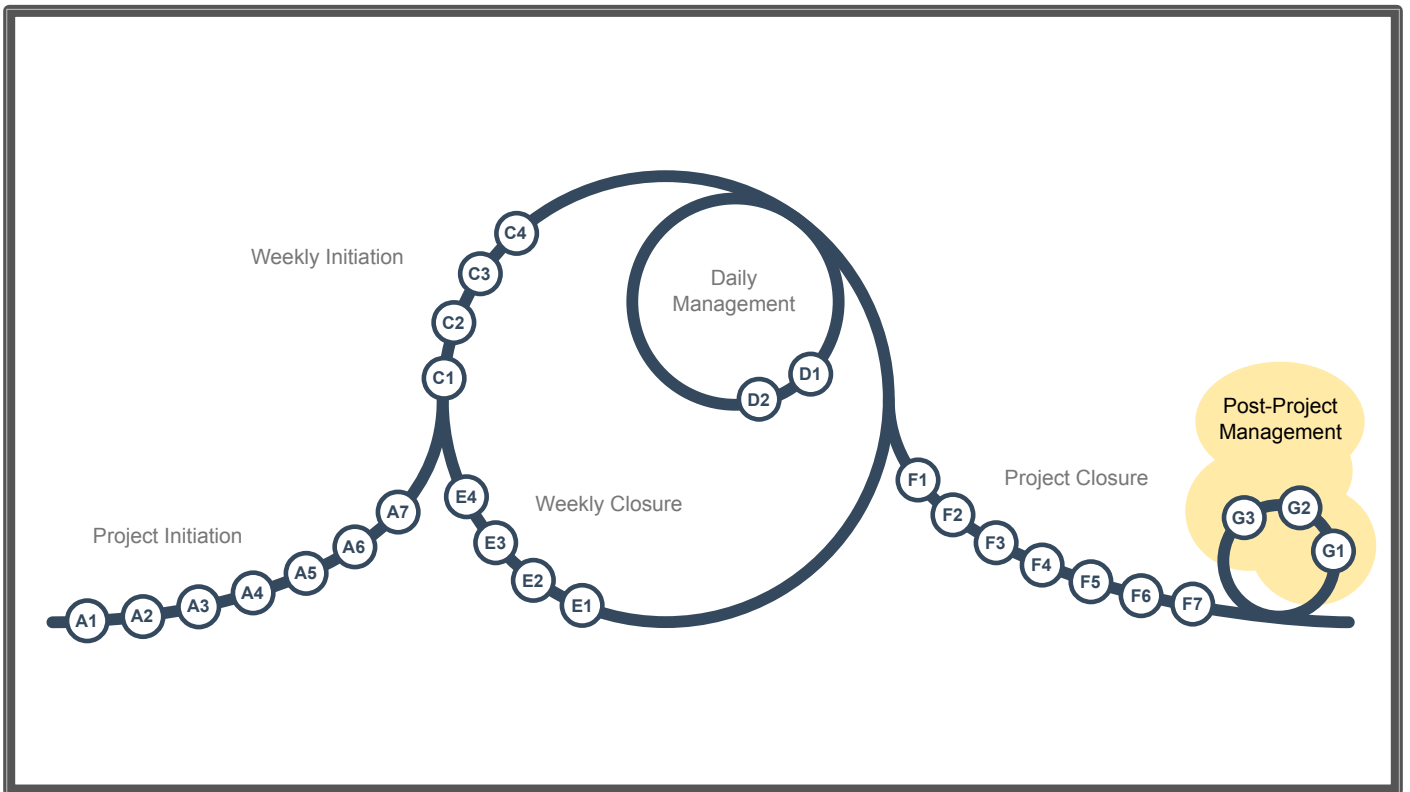 Weekly Initiation
C4
C3
C2
C1
Daily
Management
D1
D2
Project Initiation
A1
A2
A3
A4
A5
A6
A7
Weekly Closure
E4
E3
E2
E1
Project Closure
F1
F2
F3
F4
F5
F6
F7
Post-Project
Management
G3
G2
G1